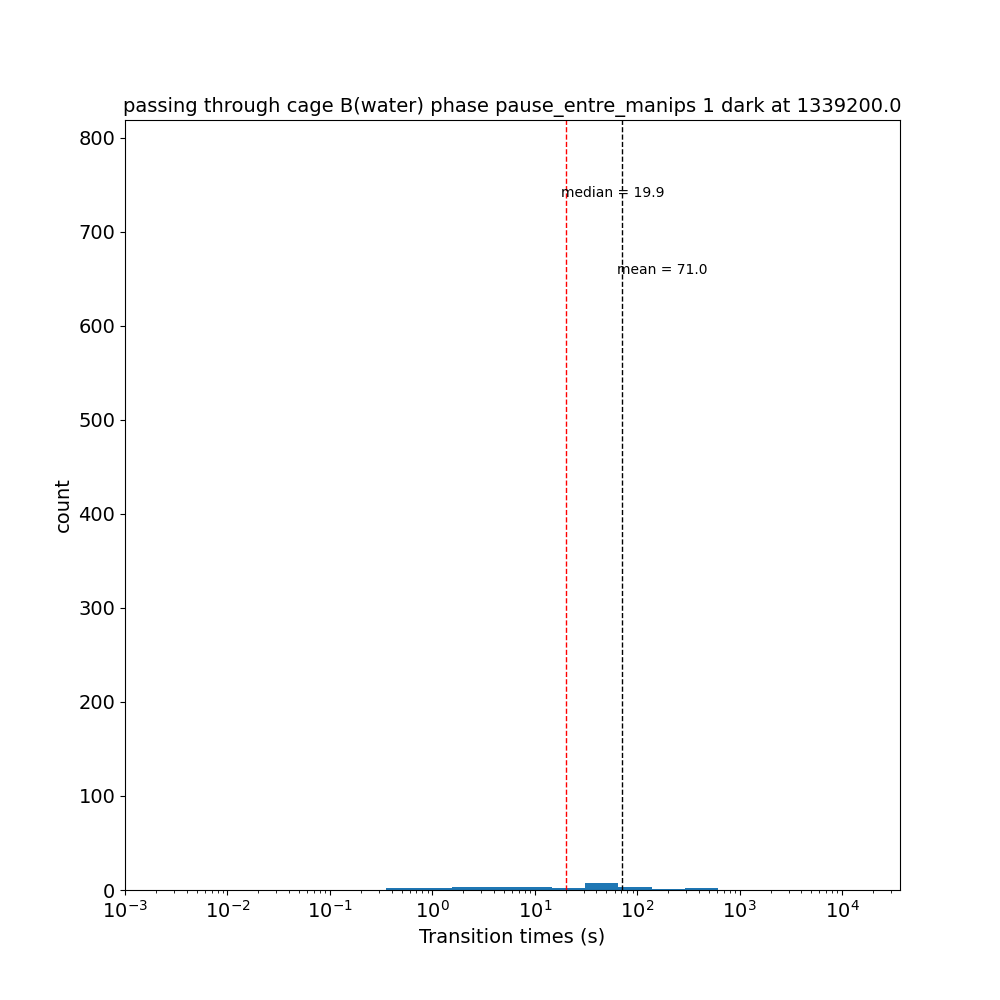 passing through cage B(water) phase pause_entre_manips 1 dark at 1339200.0
800
median = 19.9
700
mean = 71.0
600
500
count
400
300
200
100
0
10⁻³ 10⁻² 10⁻¹ 10⁰ 10¹ 10² 10³ 10⁴
Transition times (s)